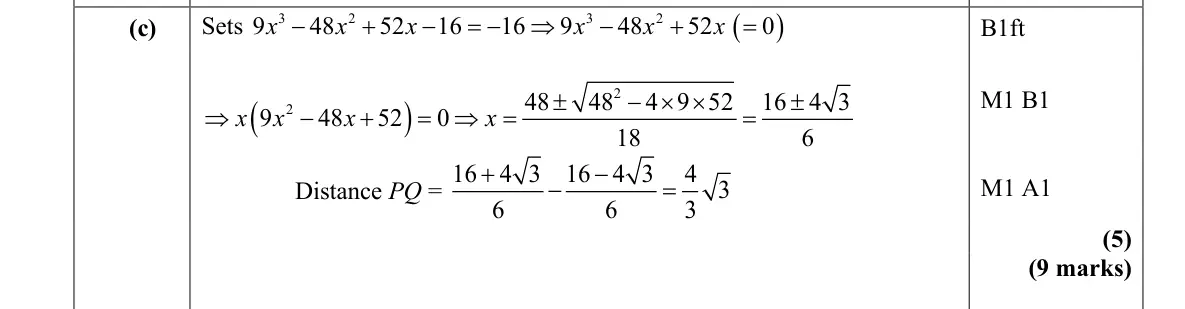 (c) Sets 9x³ − 48x² + 52x − 16 = −16 ⇒ 9x³ − 48x² + 52x (= 0) B1ft
⇒ x(9x² − 48x + 52) = 0 ⇒ x = (48 ± √(48² − 4×9×52))/18 = (16 ± 4√3)/6 M1 B1
Distance PQ = (16 + 4√3)/6 − (16 − 4√3)/6 = 4/3 √3 M1 A1
(5)
(9 marks)